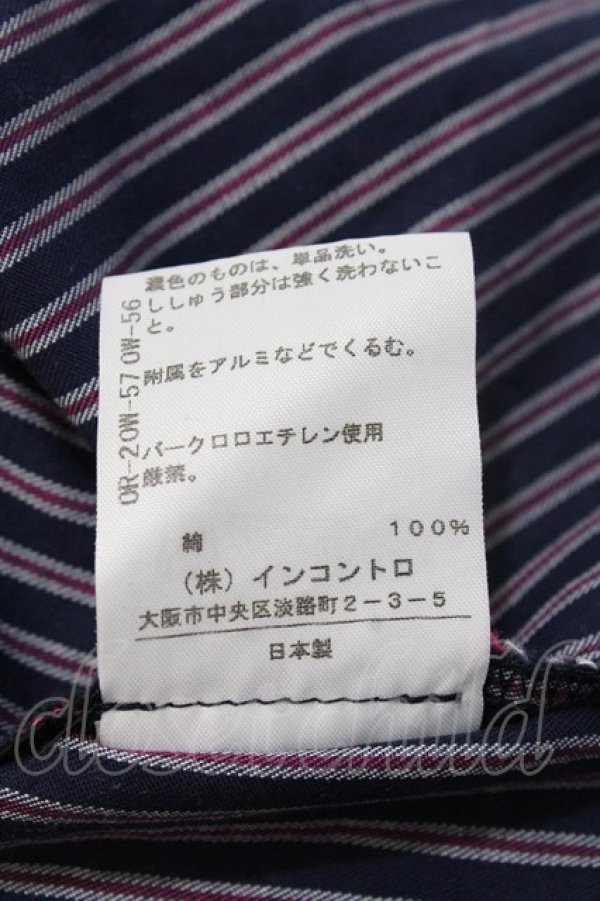 濃色のものは、単品洗い。
ししゅう部分は強く洗わないこ
と。
附属をアルミなどでくるむ。
パークロロエチレン使用
厳禁。
綿 100%
(株) インコントロ
大阪市中央区淡路町2-3-5
日本製
OR-20W-570W-56